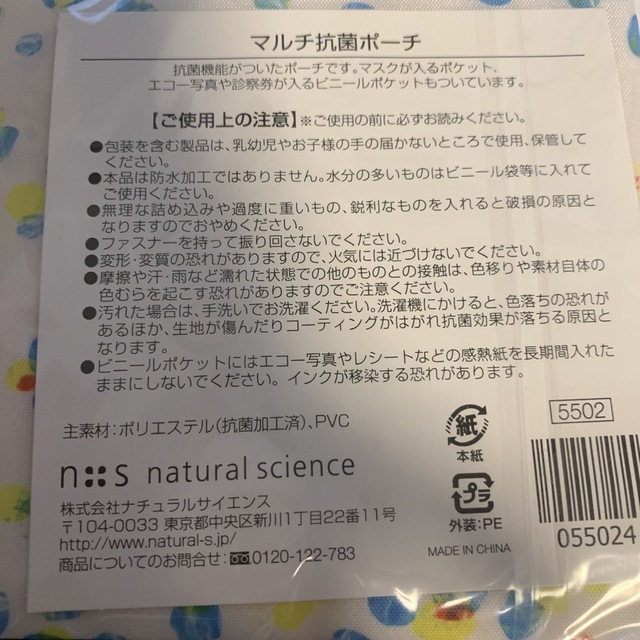 マルチ抗菌ポーチ
抗菌機能がついたポーチです。マスクが入るポケット、
エコー写真や診察券が入るビニールポケットもついています。
【ご使用上の注意】※ご使用の前に必ずお読みください。
●包装を含む製品は、乳幼児やお子様の手の届かないところで使用、保管して
ください。
●本品は防水加工ではありません。水分の多いものはビニール袋等に入れて
ご使用ください。
●無理な詰め込みや過度に重いもの、鋭利なものを入れると破損の原因と
なりますのでおやめください。
●ファスナーを持って振り回さないでください。
●変形・変質の恐れがありますので、火気には近づけないでください。
●摩擦や汗・雨など濡れた状態での他のものとの接触は、色移りや素材自体の
色むらを起こす恐れがありますのでご注意ください。
●汚れた場合は、手洗いでお洗濯ください。洗濯機にかけると、色落ちの恐れが
あるほか、生地が傷んだりコーティングがはがれ抗菌効果が落ちる原因と
なります。
●ビニールポケットにはエコー写真やレシートなどの感熱紙を長期間入れた
ままにしないでください。インクが移染する恐れがあります。
主素材:ポリエステル(抗菌加工済)、PVC
n s natural science
株式会社ナチュラルサイエンス
〒104-0033 東京都中央区新川1丁目22番11号
http://www.natural-s.jp/
商品についてのお問合せ:0120-122-783
紙
本紙
プラ
外装:PE
MADE IN CHINA
5502
055024